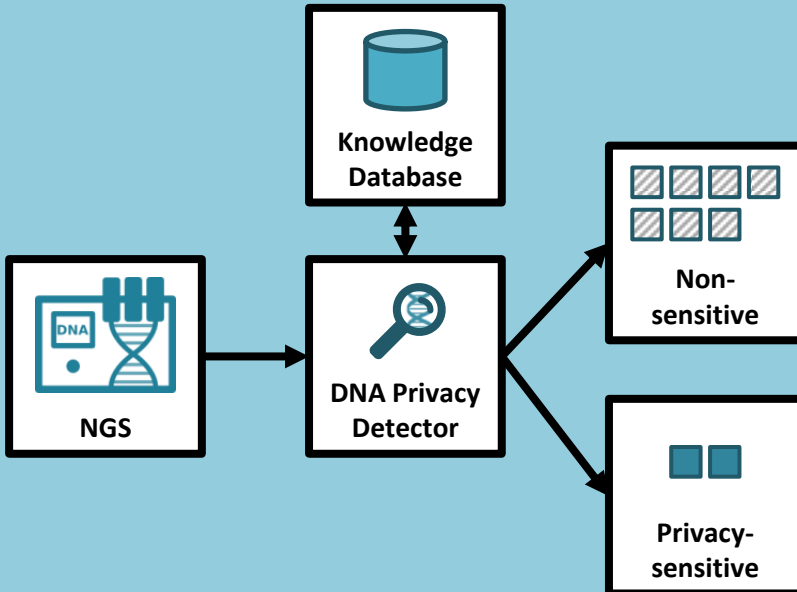 Knowledge
Database
DNA
NGS
DNA Privacy
Detector
Non-
sensitive
Privacy-
sensitive